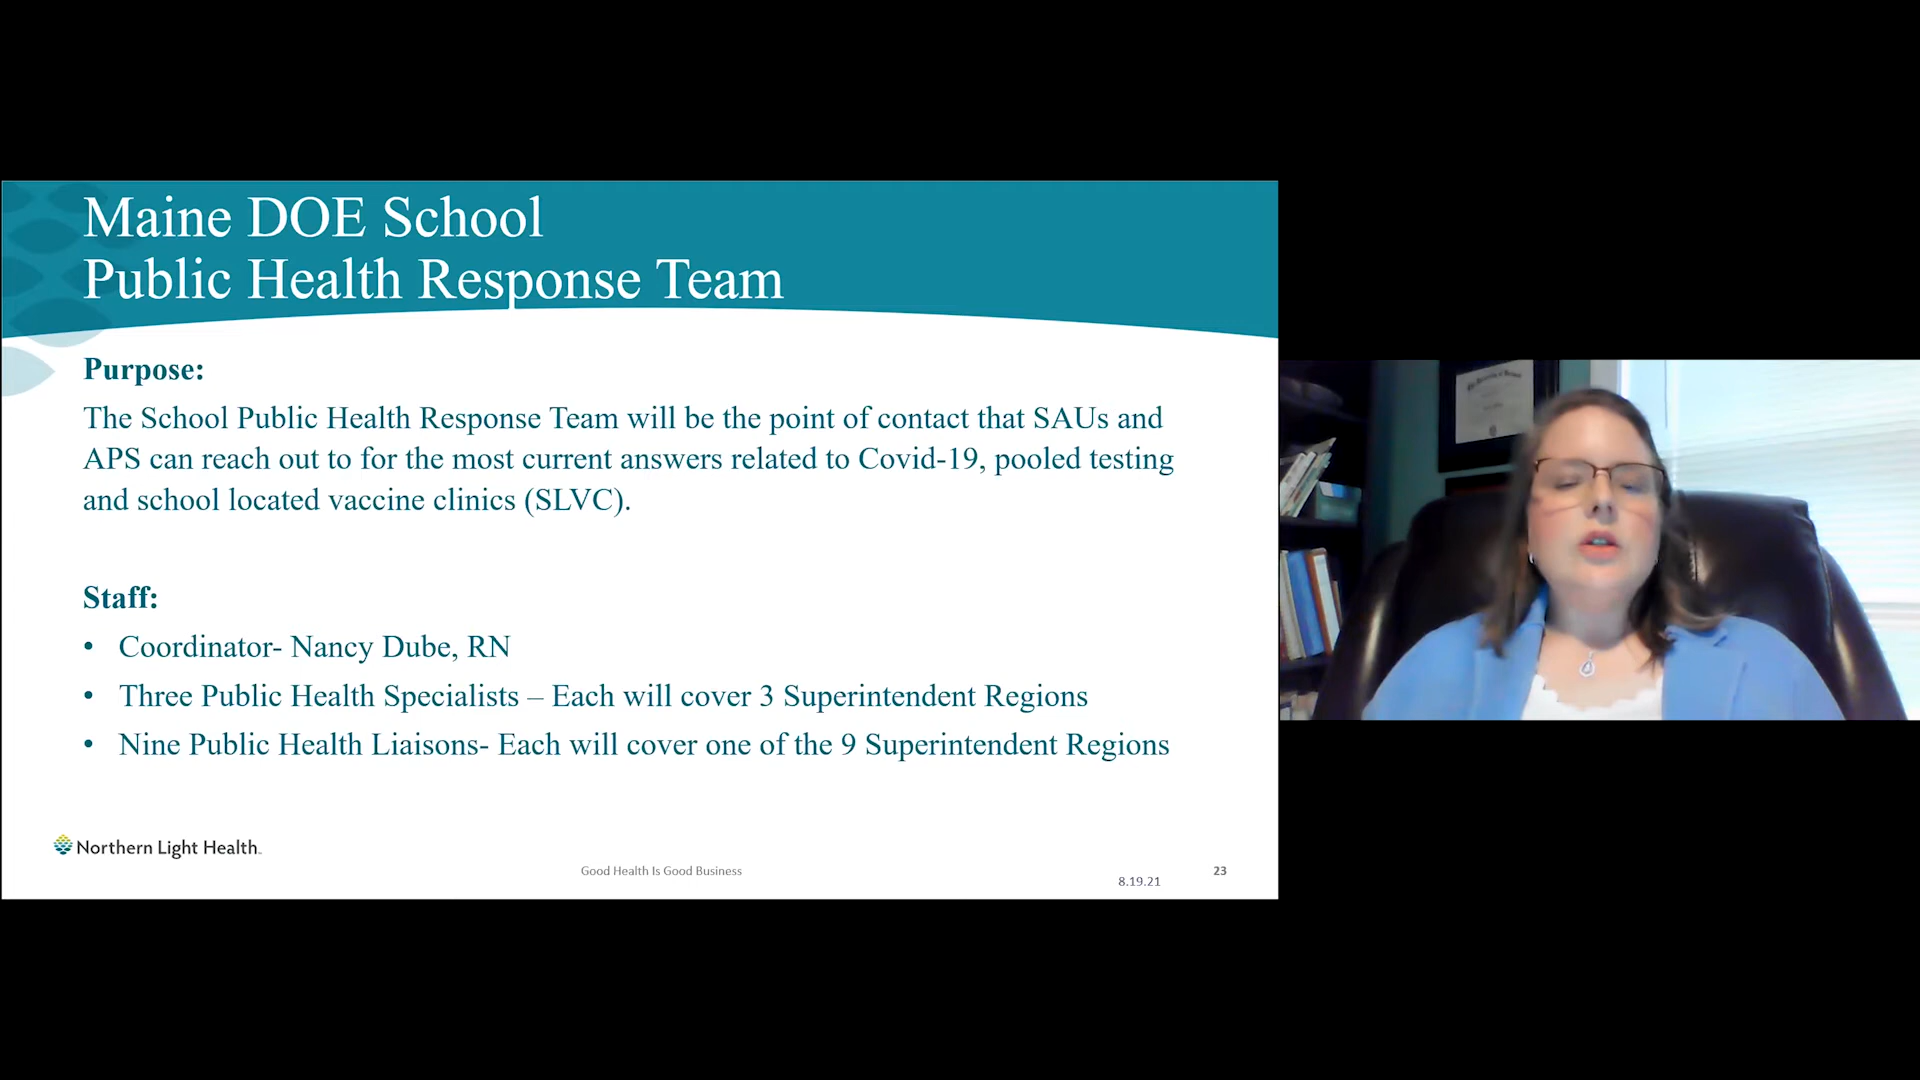 Maine DOE School
Public Health Response Team
Purpose:
The School Public Health Response Team will be the point of contact that SAUs and
APS can reach out to for the most current answers related to Covid-19, pooled testing
and school located vaccine clinics (SLVC).
Staff:
• Coordinator- Nancy Dube, RN
• Three Public Health Specialists – Each will cover 3 Superintendent Regions
• Nine Public Health Liaisons- Each will cover one of the 9 Superintendent Regions
Northern Light Health
Good Health Is Good Business
23
8.19.21